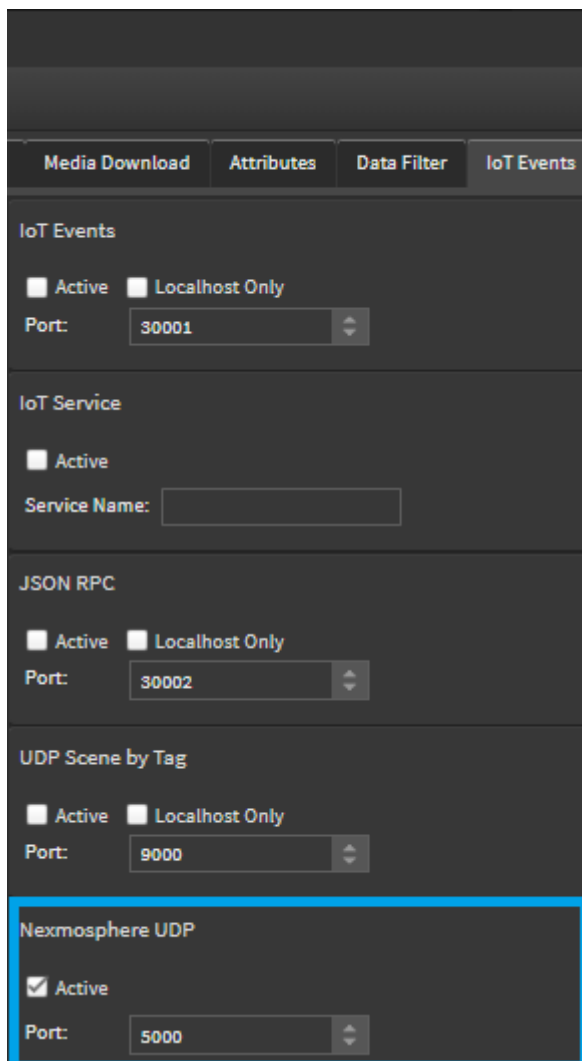 Media Download Attributes Data Filter IoT Events
IoT Events
Active Localhost Only
Port: 30001
IoT Service
Active
Service Name:
JSON RPC
Active Localhost Only
Port: 30002
UDP Scene by Tag
Active Localhost Only
Port: 9000
Nexmosphere UDP
Active
Port: 5000